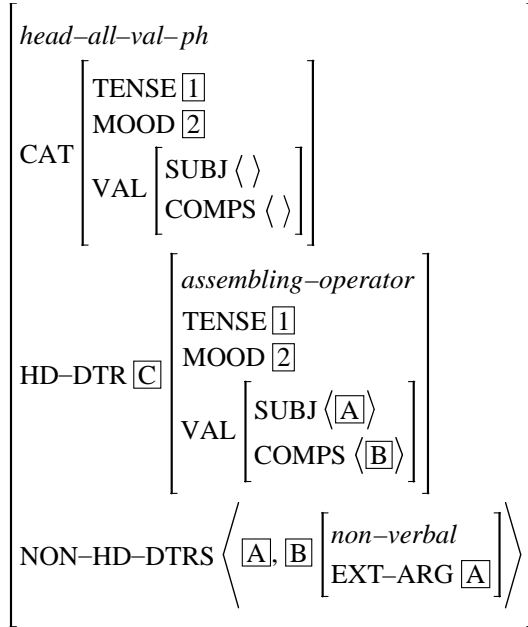 head–all–val–ph
TENSE 1
MOOD 2
CAT
VAL
SUBJ ⟨ ⟩
COMPS ⟨ ⟩
assembling–operator
TENSE 1
MOOD 2
HD–DTR C
VAL
SUBJ ⟨A⟩
COMPS ⟨B⟩
NON–HD–DTRS ⟨ A, B
non–verbal
EXT–ARG A ⟩